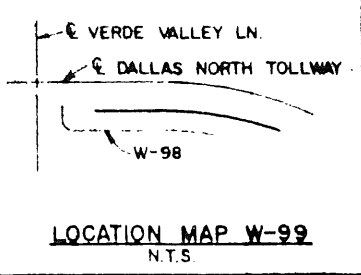 ℄ VERDE VALLEY LN.
℄ DALLAS NORTH TOLLWAY
W-98
LOCATION MAP W-99
N.T.S.